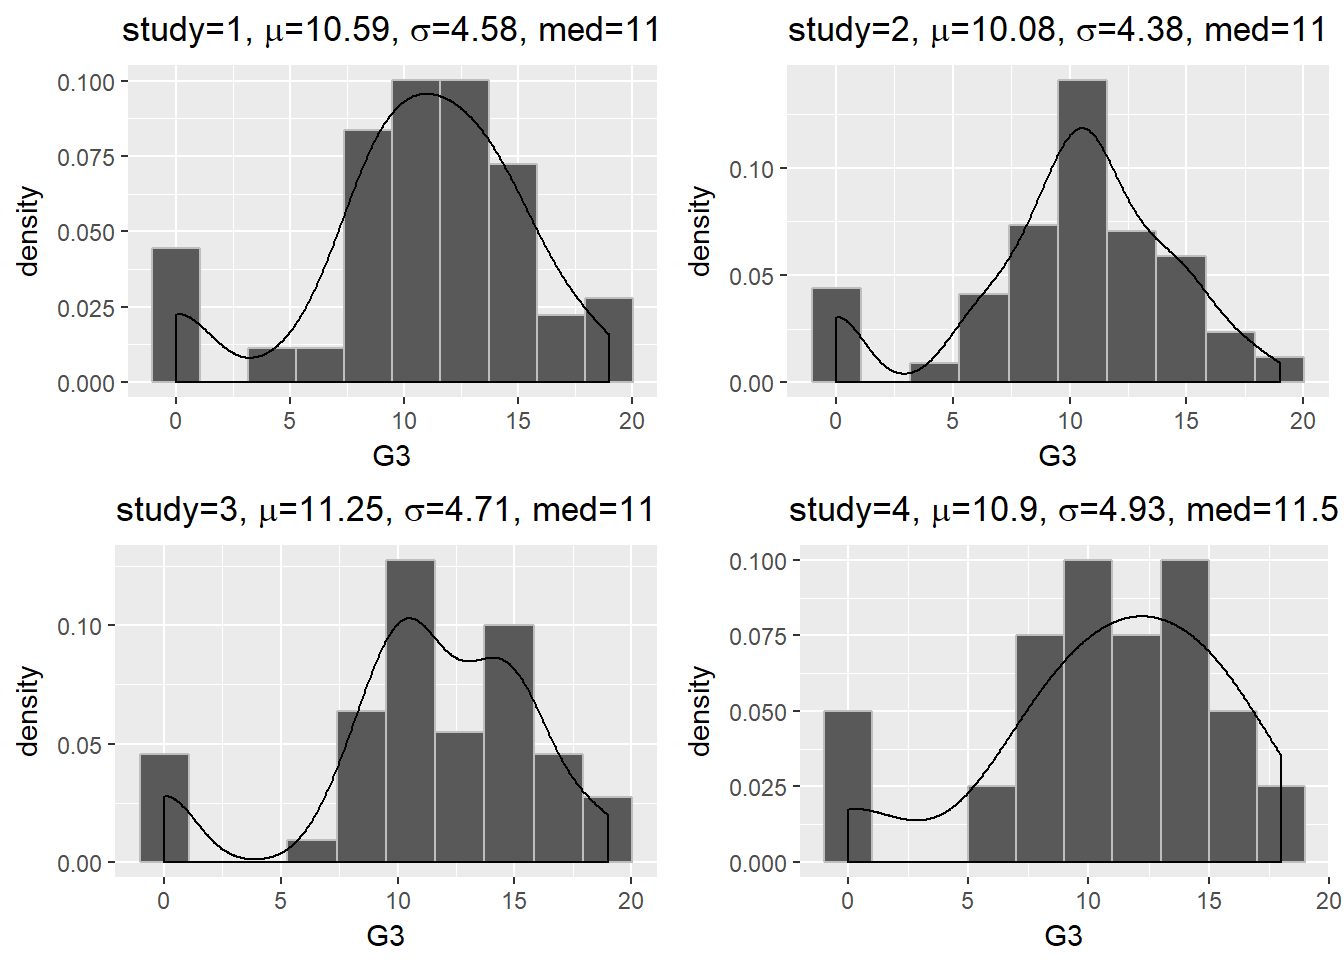 study=1, μ=10.59, σ=4.58, med=11
0.100
0.075
0.050
0.025
0.000
density
0 5 10 15 20
G3
study=2, μ=10.08, σ=4.38, med=11
0.10
0.05
0.00
density
0 5 10 15 20
G3
study=3, μ=11.25, σ=4.71, med=11
0.10
0.05
0.00
density
0 5 10 15 20
G3
study=4, μ=10.9, σ=4.93, med=11.5
0.100
0.075
0.050
0.025
0.000
density
0 5 10 15 20
G3